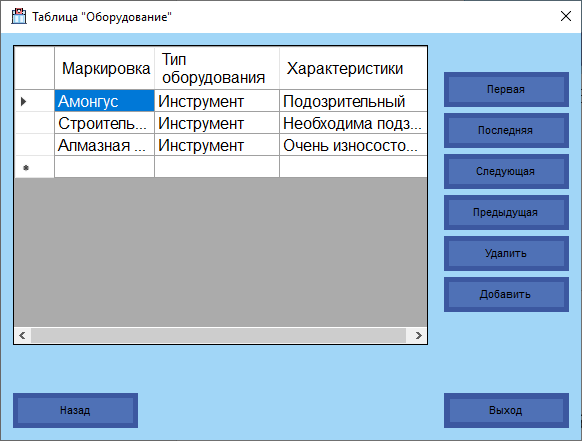 Таблица "Оборудование"
Маркировка Тип оборудования Характеристики
Амонгус Инструмент Подозрительный
Строитель... Инструмент Необходима подз...
Алмазная ... Инструмент Очень износосто...
Первая
Последняя
Следующая
Предыдущая
Удалить
Добавить
Назад
Выход